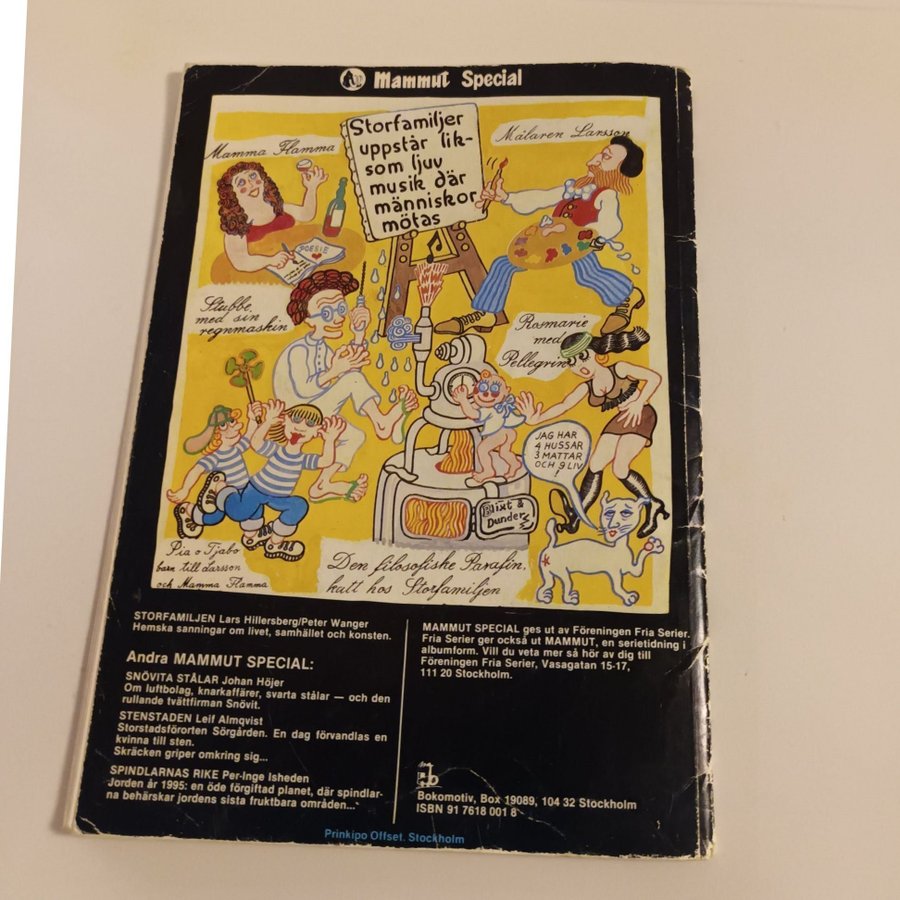 Mammut Special
Storfamiljer
uppstår lik-
som ljuv
musik där
människor
mötas
Mamma Flamma
Målaren Larsson
POESIE
Stubbe,
med sin
regnmaskin
Rosmarie
med
Pellegrin
JAG HAR
4 HUSSAR
3 MATTAR
OCH 9 LIV
!
Blixt &
Dunder
Pia o Tjabo
barn till Larsson
och Mamma Flamma
Den filosofiske Parafin,
katt hos Storfamiljen
STORFAMILJEN Lars Hillersberg/Peter Wanger
Hemska sanningar om livet, samhället och konsten.
Andra MAMMUT SPECIAL:
SNÖVITA STÅLAR Johan Höjer
Om luftbolag, knarkaffärer, svarta stålar — och den
rullande tvättfirman Snövit.
STENSTADEN Leif Almqvist
Storstadsförorten Sörgården. En dag förvandlas en
kvinna till sten.
Skräcken griper omkring sig...
SPINDLARNAS RIKE Per-Inge Isheden
Jorden år 1995: en öde förgiftad planet, där spindlar-
na behärskar jordens sista fruktbara områden..."
MAMMUT SPECIAL ges ut av Föreningen Fria Serier.
Fria Serier ger också ut MAMMUT, en serietidning i
albumform. Vill du veta mer så hör av dig till
Föreningen Fria Serier, Vasagatan 15-17,
111 20 Stockholm.
b
Bokomotiv, Box 19089, 104 32 Stockholm
ISBN 91 7618 001 8
Prinkipo Offset. Stockholm